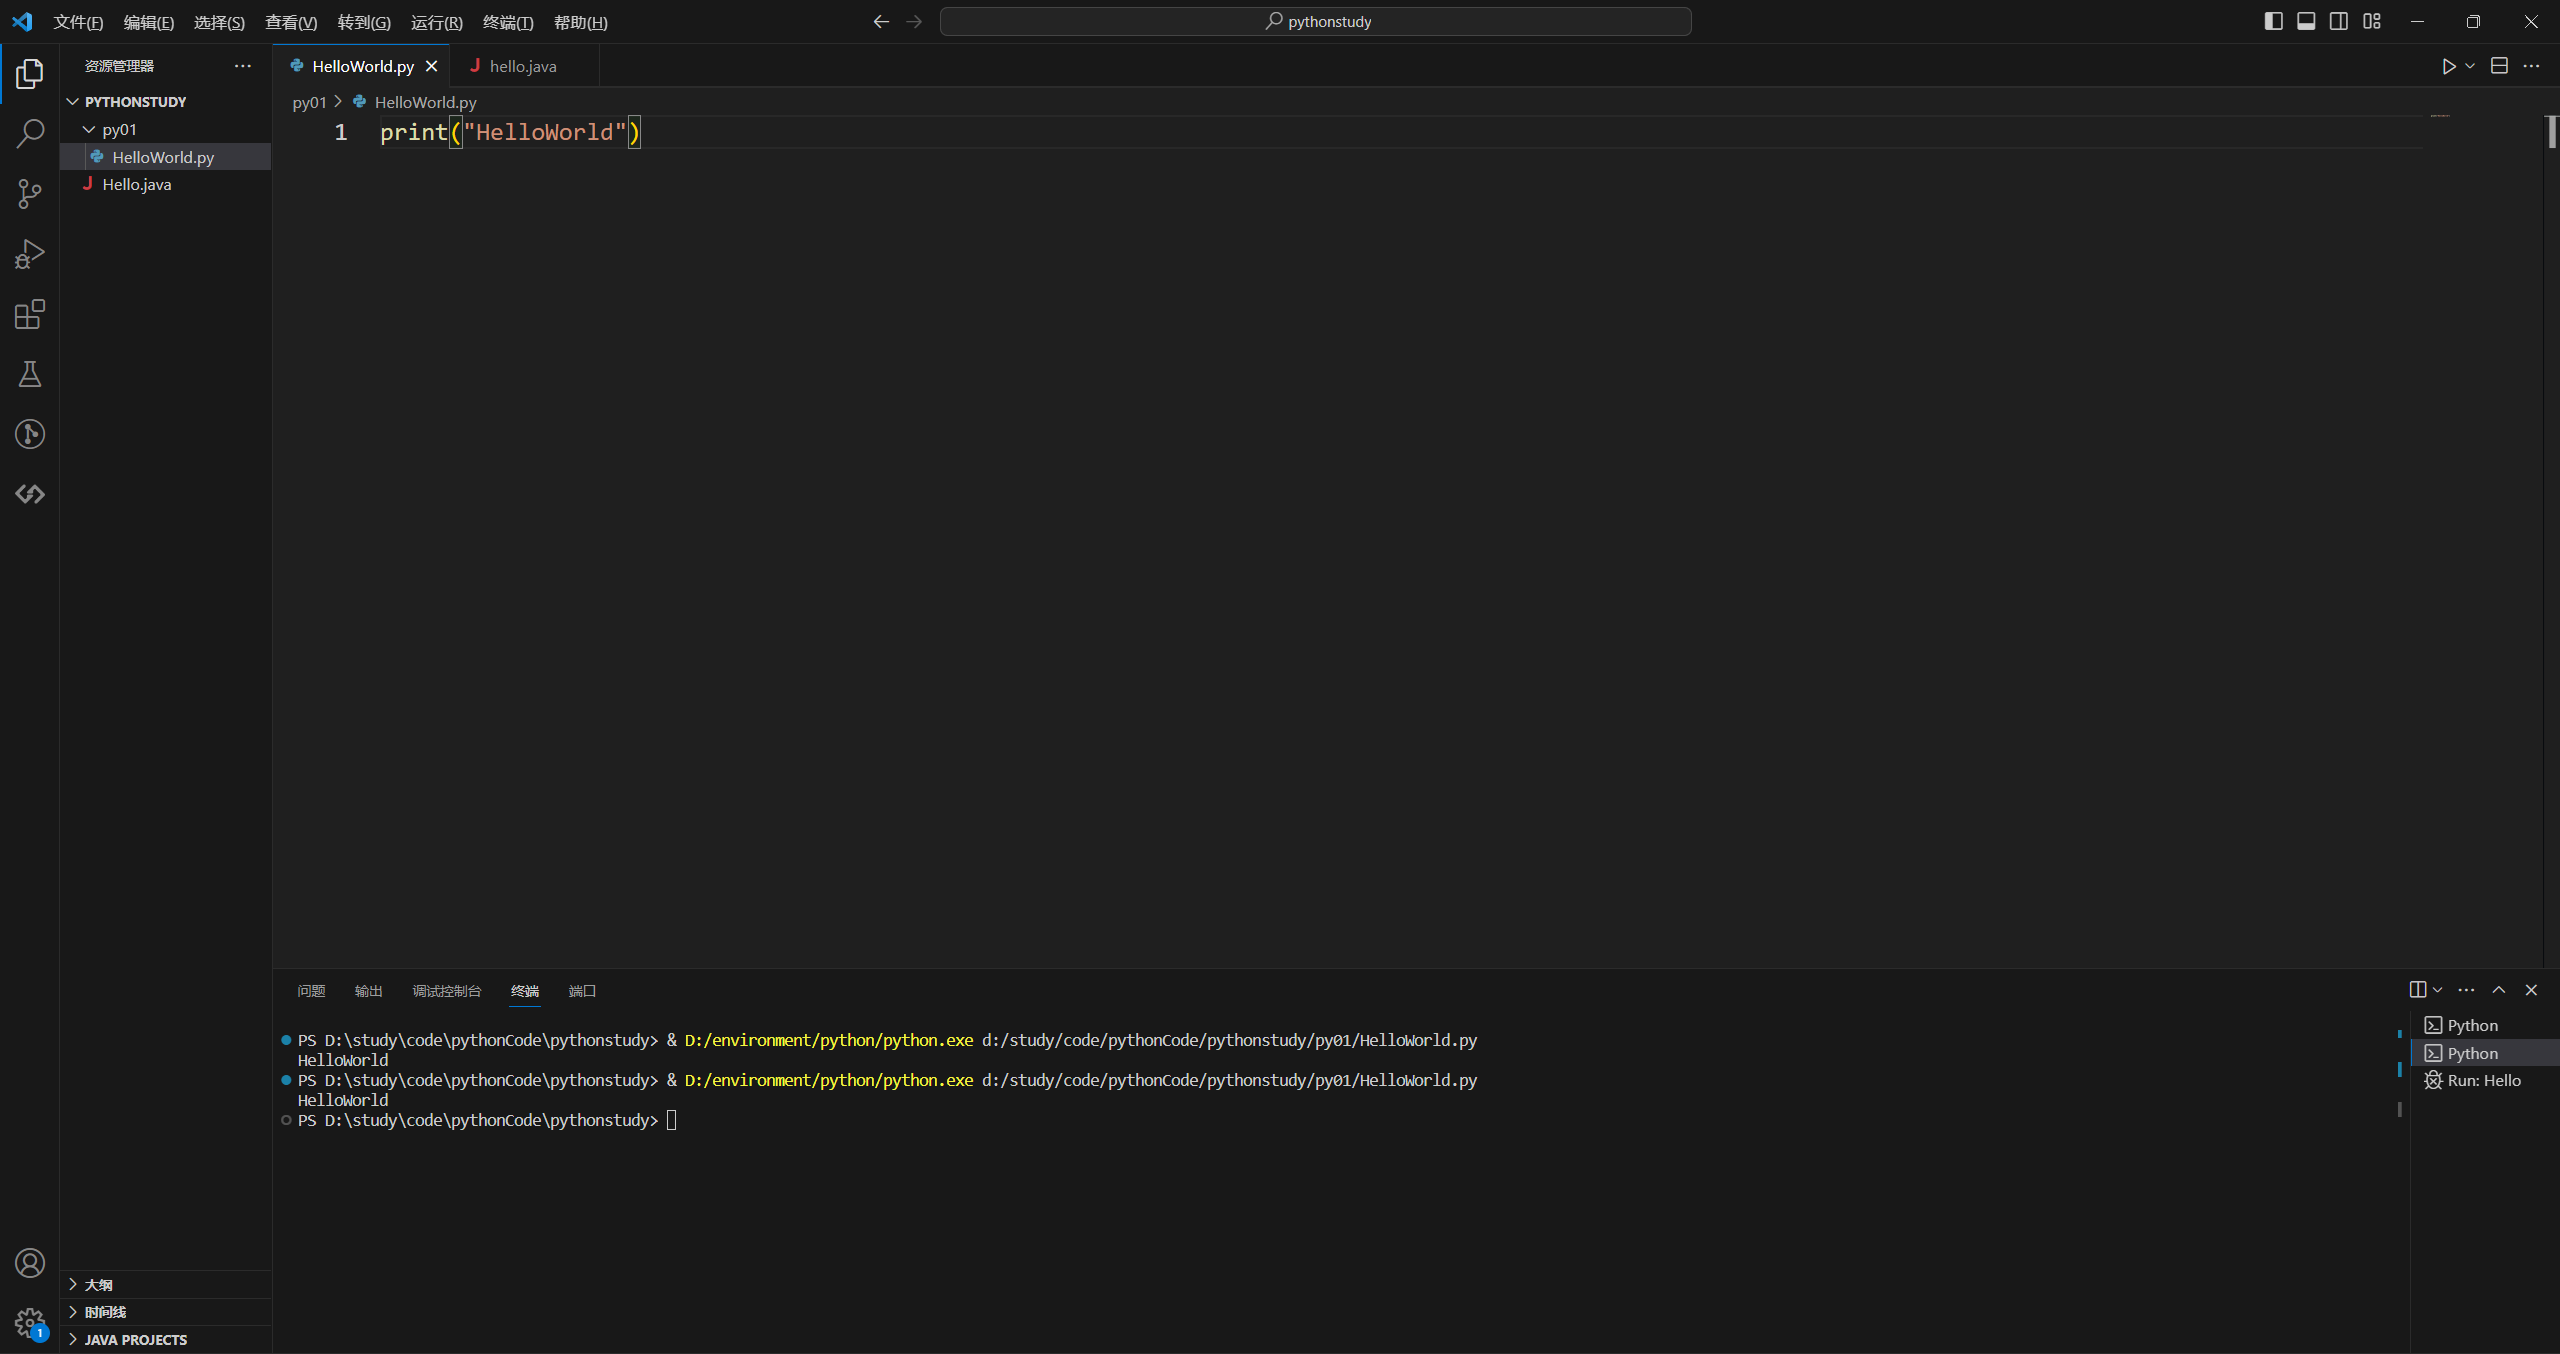 文件(F) 编辑(E) 选择(S) 查看(V) 转到(G) 运行(R) 终端(T) 帮助(H) pythonstudy
资源管理器
PYTHONSTUDY
py01
HelloWorld.py
Hello.java
HelloWorld.py hello.java
py01 HelloWorld.py
1 print("HelloWorld")
问题 输出 调试控制台 终端 端口
PS D:\study\code\pythonCode\pythonstudy> & D:/environment/python/python.exe d:/study/code/pythonCode/pythonstudy/py01/HelloWorld.py
HelloWorld
PS D:\study\code\pythonCode\pythonstudy> & D:/environment/python/python.exe d:/study/code/pythonCode/pythonstudy/py01/HelloWorld.py
HelloWorld
PS D:\study\code\pythonCode\pythonstudy>
Python
Python
Run: Hello
大纲
时间线
JAVA PROJECTS
1